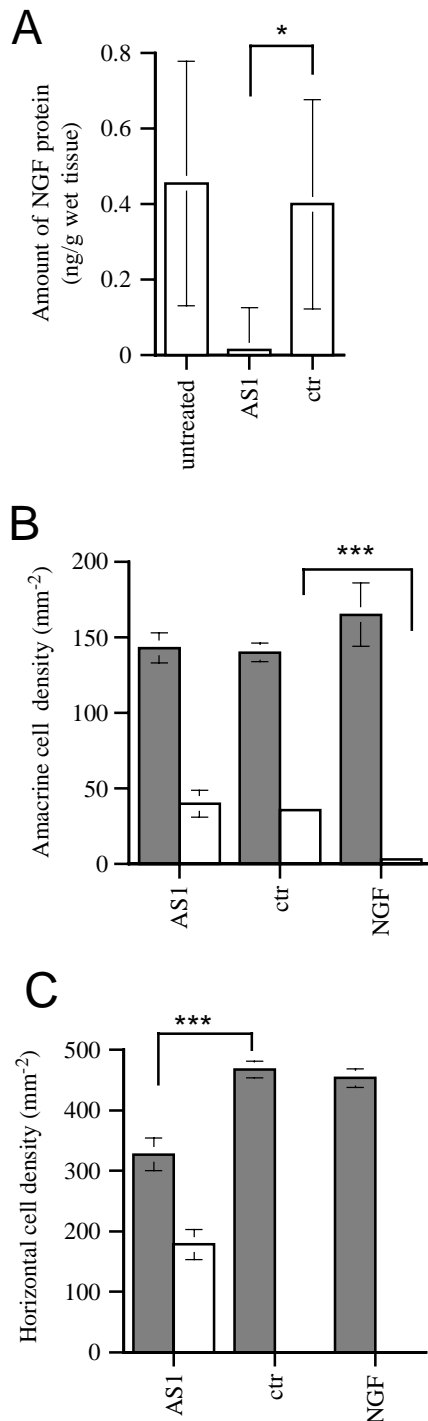 A
*
0.8
0.6
0.4
0.2
0
Amount of NGF protein
(ng/g wet tissue)
untreated
AS1
ctr
B
***
200
150
100
50
0
Amacrine cell density (mm-2)
AS1
ctr
NGF
C
***
500
400
300
200
100
0
Horizontal cell density (mm-2)
AS1
ctr
NGF